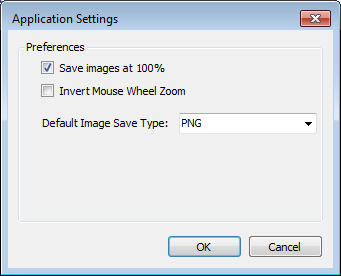 Application Settings
Preferences
Save images at 100%
Invert Mouse Wheel Zoom
Default Image Save Type: PNG
OK Cancel